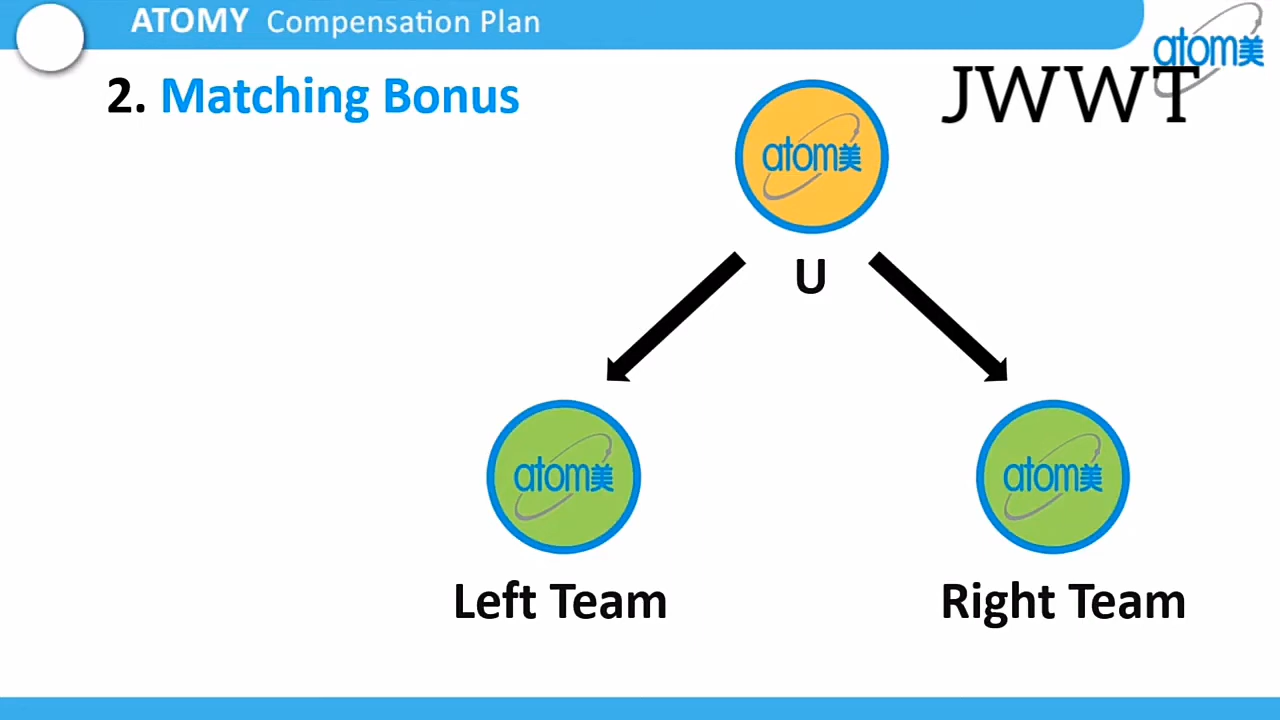 ATOMY Compensation Plan
atom美
JWWT
2. Matching Bonus
atom美
U
atom美
atom美
Left Team
Right Team